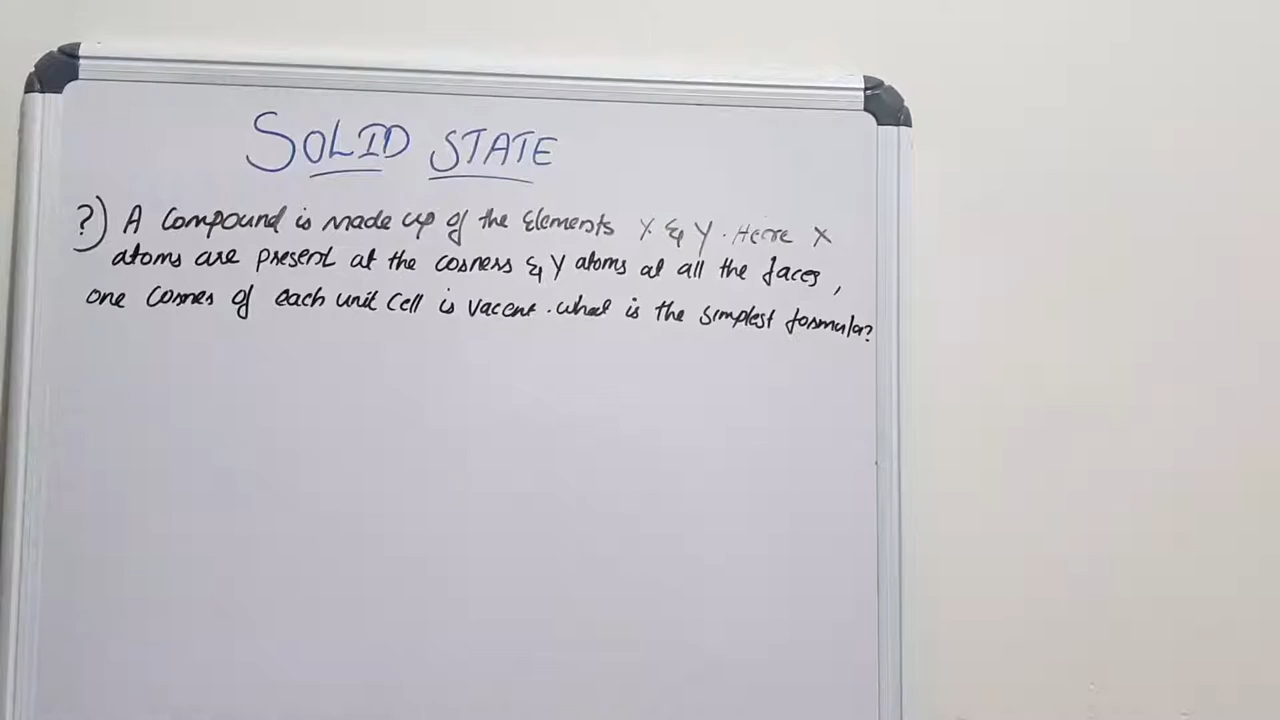 SOLID STATE
?) A Compound is made up of the Elements X & Y. Here X
atoms are present at the corners & Y atoms at all the faces,
one Corner of each unit Cell is vacent. what is the simplest formula?